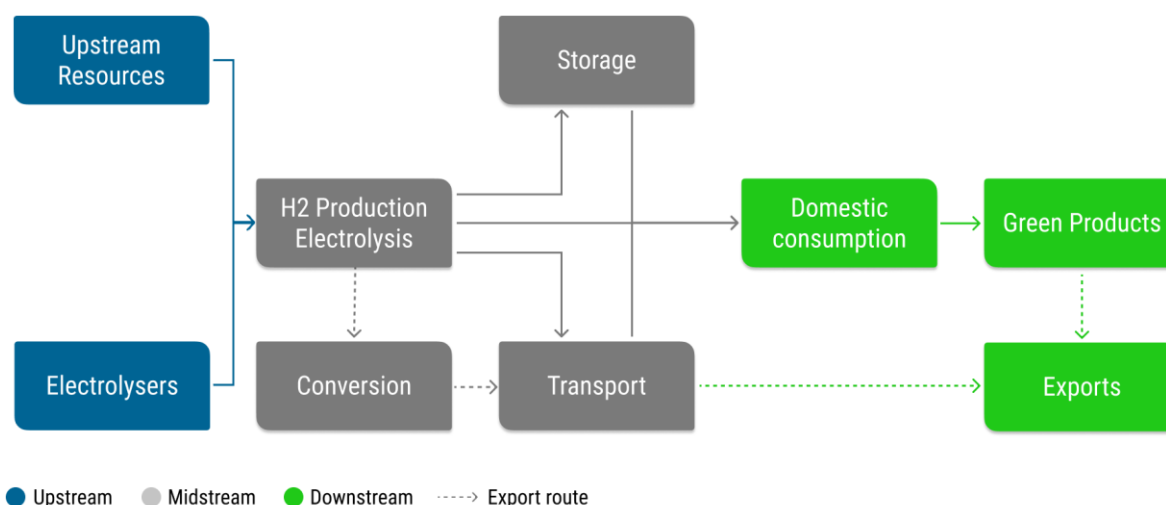 Upstream
Resources
Storage
H2 Production
Electrolysis
Domestic
consumption
Green Products
Electrolysers
Conversion
Transport
Exports
Upstream
Midstream
Downstream
Export route